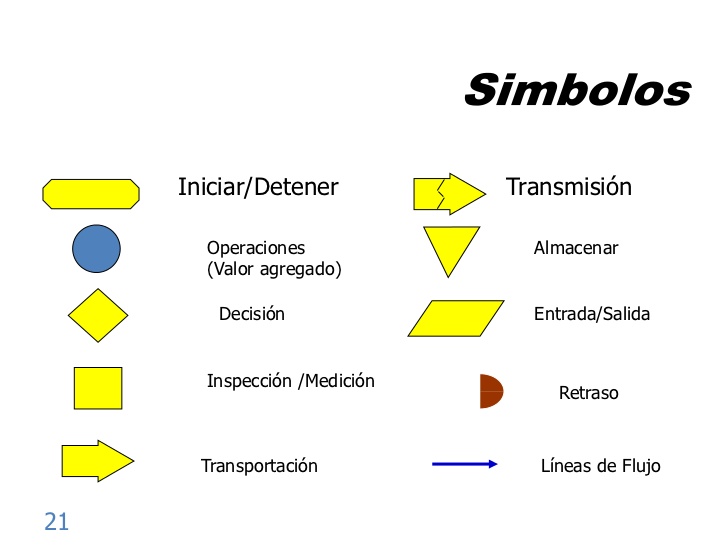 Simbolos
Iniciar/Detener
Transmisión
Operaciones
(Valor agregado)
Almacenar
Decisión
Entrada/Salida
Inspección /Medición
Retraso
Transportación
Líneas de Flujo
21